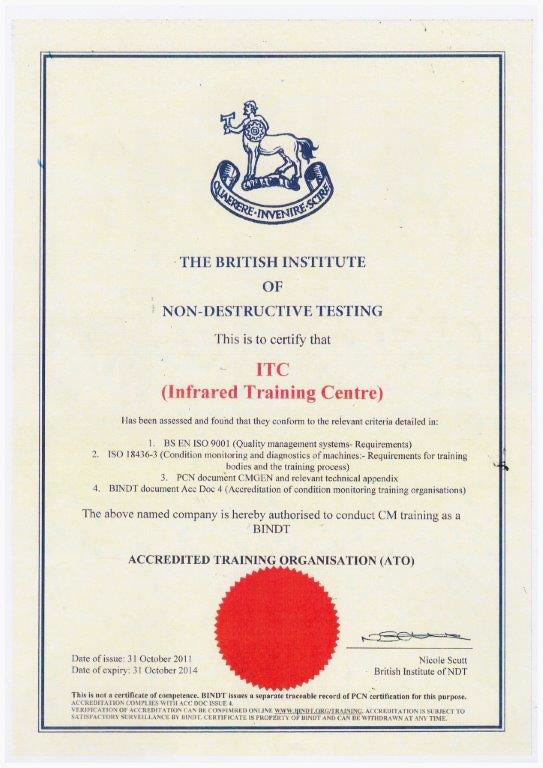 QUAERERE·INVENIRE·SCIRE
THE BRITISH INSTITUTE
OF
NON-DESTRUCTIVE TESTING
This is to certify that
ITC
(Infrared Training Centre)
Has been assessed and found that they conform to the relevant criteria detailed in:
1. BS EN ISO 9001 (Quality management systems- Requirements)
2. ISO 18436-3 (Condition monitoring and diagnostics of machines:- Requirements for training
bodies and the training process)
3. PCN document CMGEN and relevant technical appendix
4. BINDT document Acc Doc 4 (Accreditation of condition monitoring training organisations)
The above named company is hereby authorised to conduct CM training as a
BINDT
ACCREDITED TRAINING ORGANISATION (ATO)
Date of issue: 31 October 2011
Date of expiry: 31 October 2014
Nicole Scutt
British Institute of NDT
This is not a certificate of competence. BINDT issues a separate traceable record of PCN certification for this purpose.
ACCREDITATION COMPLIES WITH ACC DOC ISSUE 4.
VERIFICATION OF ACCREDITATION CAN BE CONFIMRED ONLINE WWW.BINDT.ORG/TRAINING. ACCREDITATION IS SUBJECT TO
SATISFACTORY SURVEILLANCE BY BINDT. CERTIFICATE IS PROPERTY OF BINDT AND CAN BE WITHDRAWN AT ANY TIME.